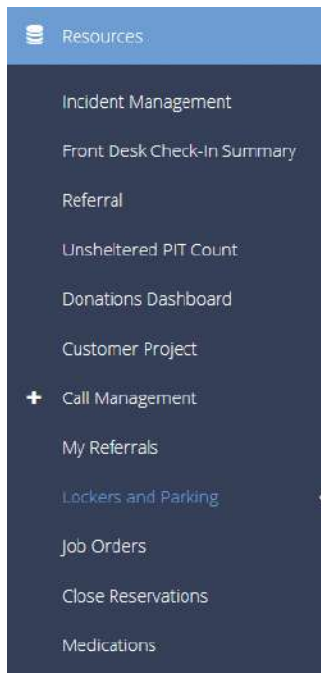 Resources
Incident Management
Front Desk Check-In Summary
Referral
Unsheltered PIT Count
Donations Dashboard
Customer Project
Call Management
My Referrals
Lockers and Parking
Job Orders
Close Reservations
Medications